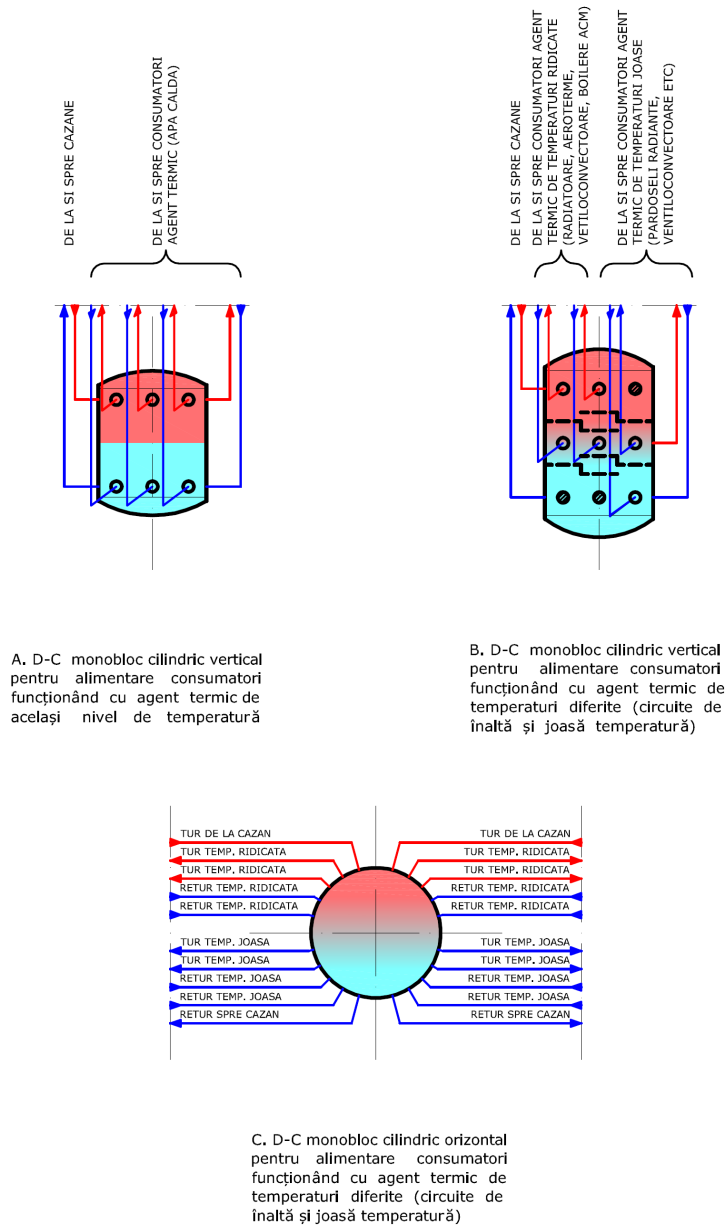 DE LA SI SPRE CAZANE
DE LA SI SPRE CONSUMATORI
AGENT TERMIC (APA CALDA)
DE LA SI SPRE CAZANE
DE LA SI SPRE CONSUMATORI AGENT
TERMIC DE TEMPERATURI RIDICATE
(RADIATOARE, AEROTERME,
VETILOCONVECTOARE, BOILERE ACM)
DE LA SI SPRE CONSUMATORI AGENT
TERMIC DE TEMPERATURI JOASE
(PARDOSELI RADIANTE,
VENTILOCONVECTOARE ETC)
A. D-C monobloc cilindric vertical
pentru alimentare consumatori
funcționând cu agent termic de
același nivel de temperatură
B. D-C monobloc cilindric vertical
pentru alimentare consumatori
funcționând cu agent termic de
temperaturi diferite (circuite de
înaltă și joasă temperatură)
TUR DE LA CAZAN
TUR TEMP. RIDICATA
TUR TEMP. RIDICATA
RETUR TEMP. RIDICATA
RETUR TEMP. RIDICATA
TUR TEMP. JOASA
TUR TEMP. JOASA
RETUR TEMP. JOASA
RETUR TEMP. JOASA
RETUR SPRE CAZAN
TUR DE LA CAZAN
TUR TEMP. RIDICATA
TUR TEMP. RIDICATA
RETUR TEMP. RIDICATA
RETUR TEMP. RIDICATA
TUR TEMP. JOASA
TUR TEMP. JOASA
RETUR TEMP. JOASA
RETUR TEMP. JOASA
RETUR SPRE CAZAN
C. D-C monobloc cilindric orizontal
pentru alimentare consumatori
funcționând cu agent termic de
temperaturi diferite (circuite de
înaltă și joasă temperatură)